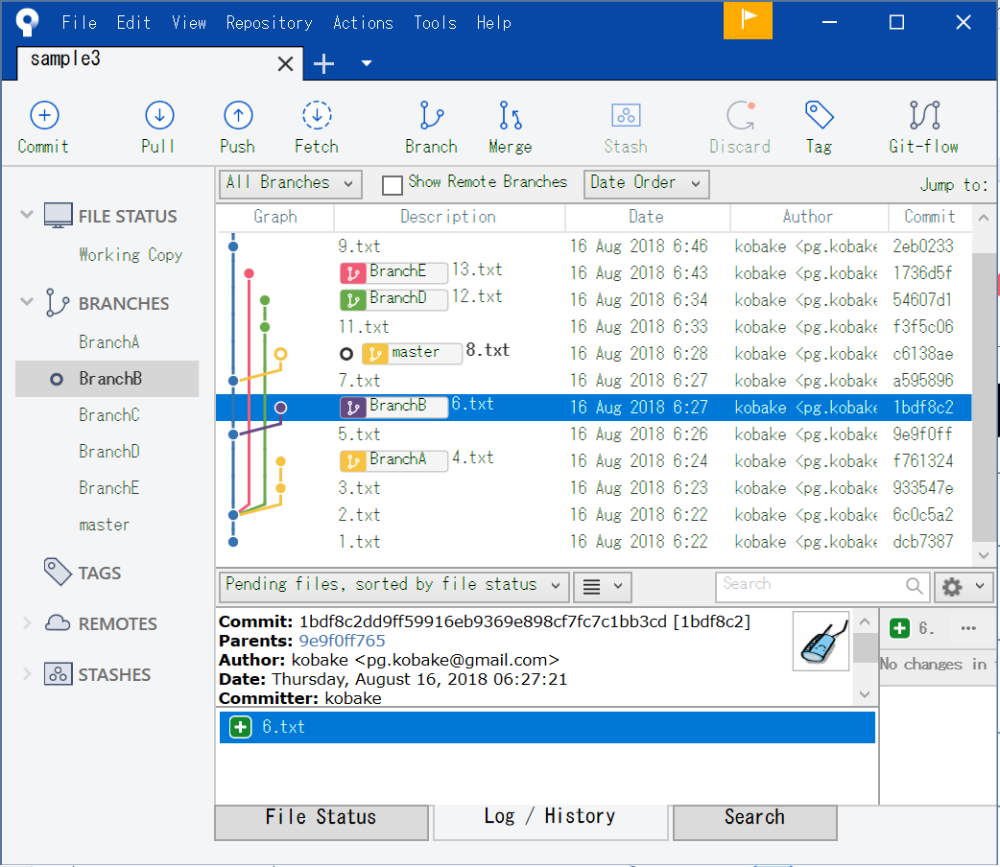 File Edit View Repository Actions Tools Help
sample3
Commit Pull Push Fetch Branch Merge Stash Discard Tag Git-flow
All Branches Show Remote Branches Date Order Jump to:
FILE STATUS
Working Copy
BRANCHES
BranchA
BranchB
BranchC
BranchD
BranchE
master
TAGS
REMOTES
STASHES
Graph Description Date Author Commit
9.txt 16 Aug 2018 6:46 kobake <pg.kobake 2eb0233
BranchE 13.txt 16 Aug 2018 6:43 kobake <pg.kobake 1736d5f
BranchD 12.txt 16 Aug 2018 6:34 kobake <pg.kobake 54607d1
11.txt 16 Aug 2018 6:33 kobake <pg.kobake f3f5c06
master 8.txt 16 Aug 2018 6:28 kobake <pg.kobake c6138ae
7.txt 16 Aug 2018 6:27 kobake <pg.kobake a595896
BranchB 6.txt 16 Aug 2018 6:27 kobake <pg.kobake 1bdf8c2
5.txt 16 Aug 2018 6:26 kobake <pg.kobake 9e9f0ff
BranchA 4.txt 16 Aug 2018 6:24 kobake <pg.kobake f761324
3.txt 16 Aug 2018 6:23 kobake <pg.kobake 933547e
2.txt 16 Aug 2018 6:22 kobake <pg.kobake 6c0c5a2
1.txt 16 Aug 2018 6:22 kobake <pg.kobake dcb7387
Pending files, sorted by file status Search
Commit: 1bdf8c2dd9ff59916eb9369e898cf7fc7c1bb3cd [1bdf8c2]
Parents: 9e9f0ff765
Author: kobake <pg.kobake@gmail.com>
Date: Thursday, August 16, 2018 06:27:21
Committer: kobake
6.txt
6. ...
No changes in
File Status Log / History Search